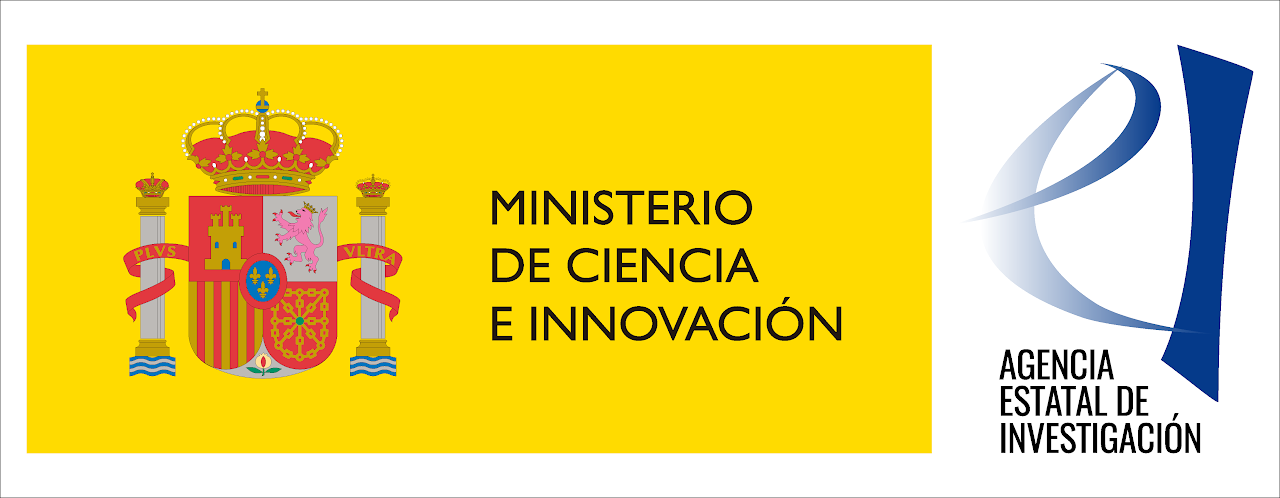 PLVS
VLTRA
MINISTERIO
DE CIENCIA
E INNOVACIÓN
AGENCIA
ESTATAL DE
INVESTIGACIÓN